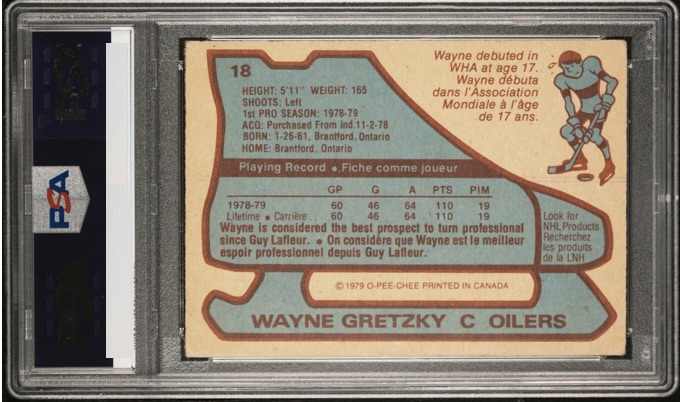 PSA
18
HEIGHT: 5'11" WEIGHT: 165
SHOOTS: Left
1st PRO SEASON: 1978-79
ACQ: Purchased From Ind. 11-2-78
BORN: 1-26-61, Brantford, Ontario
HOME: Brantford, Ontario
Wayne debuted in
WHA at age 17.
Wayne débuta
dans l'Association
Mondiale à l'âge
de 17 ans.
Playing Record • Fiche comme joueur
GP G A PTS PIM
1978-79 60 46 64 110 19
Lifetime • Carrière.. 60 46 64 110 19
Wayne is considered the best prospect to turn professional
since Guy Lafleur. • On considère que Wayne est le meilleur
espoir professionnel depuis Guy Lafleur.
Look for
NHL Products
Recherchez
les produits
de la LNH
© 1979 O-PEE-CHEE PRINTED IN CANADA
WAYNE GRETZKY C OILERS